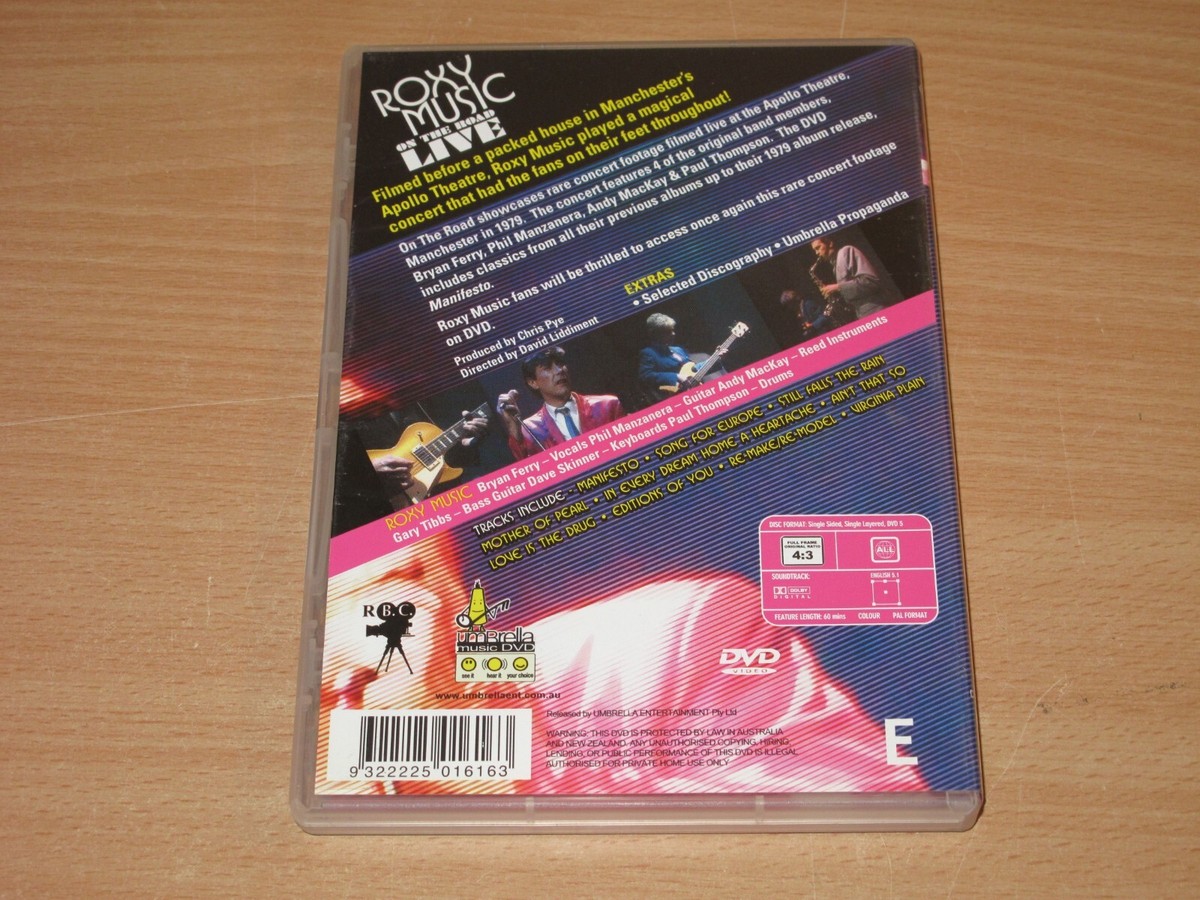 ROXY
MUSIC
ON THE ROAD
LIVE
Filmed before a packed house in Manchester's
Apollo Theatre, Roxy Music played a magical
concert that had the fans on their feet throughout!
On The Road showcases rare concert footage filmed live at the Apollo Theatre,
Manchester in 1979. The concert features 4 of the original band members,
Bryan Ferry, Phil Manzanera, Andy MacKay & Paul Thompson. The DVD
includes classics from all their previous albums up to their 1979 album release,
Manifesto.
Roxy Music fans will be thrilled to access once again this rare concert footage
on DVD.
Produced by Chris Pye
Directed by David Liddiment
EXTRAS
• Selected Discography • Umbrella Propaganda
ROXY MUSIC Bryan Ferry – Vocals Phil Manzanera – Guitar Andy MacKay – Reed Instruments
Gary Tibbs – Bass Guitar Dave Skinner – Keyboards Paul Thompson – Drums
TRACKS INCLUDE - MANIFESTO • SONG FOR EUROPE • STILL FALLS THE RAIN
MOTHER OF PEARL • IN EVERY DREAM HOME A HEARTACHE • AIN'T THAT SO
LOVE IS THE DRUG • EDITIONS OF YOU • RE-MAKE/RE-MODEL • VIRGINIA PLAIN
DISC FORMAT: Single Sided, Single Layered, DVD 5
FULL FRAME
ORIGINAL RATIO
4:3
ALL
SOUNDTRACK:
ENGLISH 5.1
DOLBY
DIGITAL
FEATURE LENGTH: 60 mins COLOUR PAL FORMAT
R.B.C.
umbrella
music DVD
see it hear it your choice
DVD
VIDEO
www.umbrellaent.com.au
Released by UMBRELLA ENTERTAINMENT Pty Ltd
WARNING: THIS DVD IS PROTECTED BY LAW IN AUSTRALIA
AND NEW ZEALAND. ANY UNAUTHORISED COPYING, HIRING,
LENDING, OR PUBLIC PERFORMANCE OF THIS DVD IS ILLEGAL.
AUTHORISED FOR PRIVATE HOME USE ONLY
E
9 322225 016163